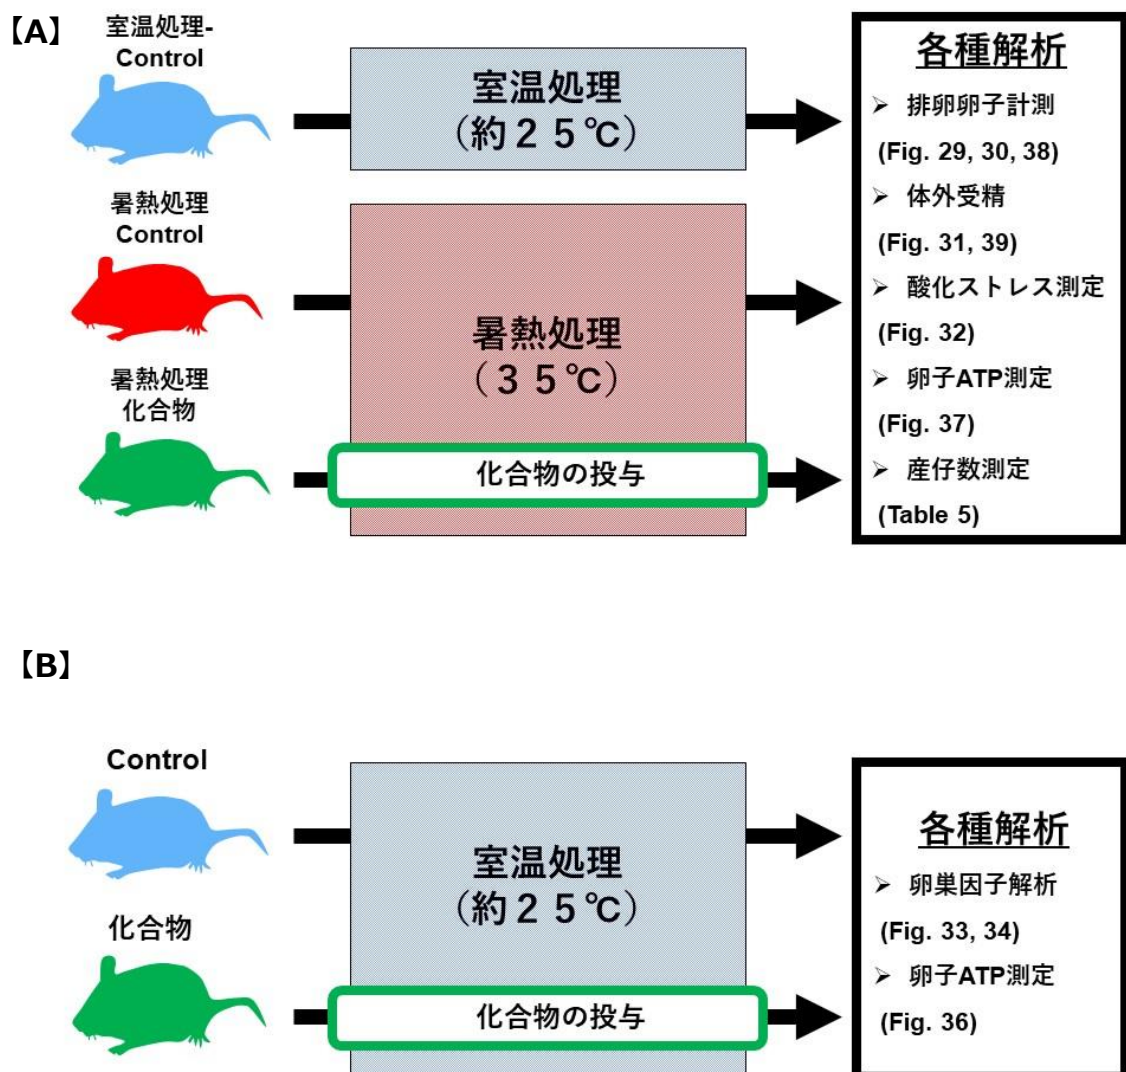 【A】
室温処理-
Control
室温処理
（約２５℃）
暑熱処理
Control
暑熱処理
（３５℃）
暑熱処理
化合物
化合物の投与
各種解析
➢ 排卵卵子計測
(Fig. 29, 30, 38)
➢ 体外受精
(Fig. 31, 39)
➢ 酸化ストレス測定
(Fig. 32)
➢ 卵子ATP測定
(Fig. 37)
➢ 産仔数測定
(Table 5)
【B】
Control
室温処理
（約２５℃）
化合物
化合物の投与
各種解析
➢ 卵巣因子解析
(Fig. 33, 34)
➢ 卵子ATP測定
(Fig. 36)